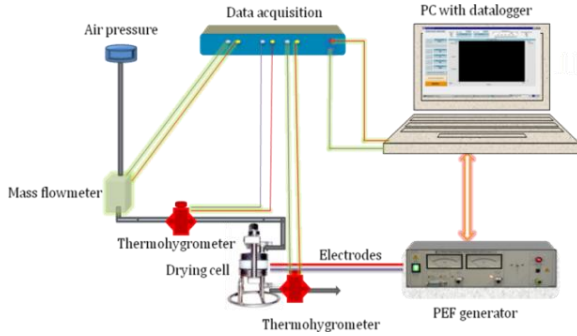 Data acquisition
PC with datalogger
Air pressure
Mass flowmeter
Thermohygrometer
Drying cell
Electrodes
PEF generator
Thermohygrometer